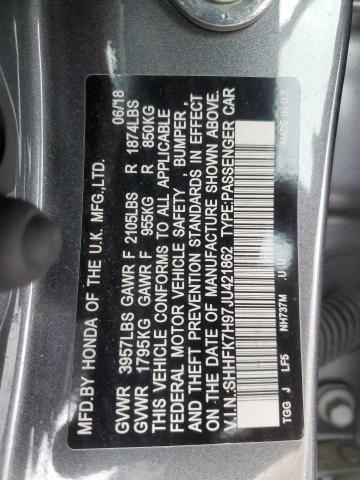 MFD.BY HONDA OF THE U.K. MFG.,LTD. 06/18
GVWR 3957LBS GAWR F 2105LBS R 1874LBS
GVWR 1795KG GAWR F 955KG R 850KG
THIS VEHICLE CONFORMS TO ALL APPLICABLE
FEDERAL MOTOR VEHICLE SAFETY, BUMPER,
AND THEFT PREVENTION STANDARDS IN EFFECT
ON THE DATE OF MANUFACTURE SHOWN ABOVE.
V.I.N.:SHHFK7H97JU421862 TYPE:PASSENGER CAR
TGG J LF5 NH737M J U1U MADE IN U.K